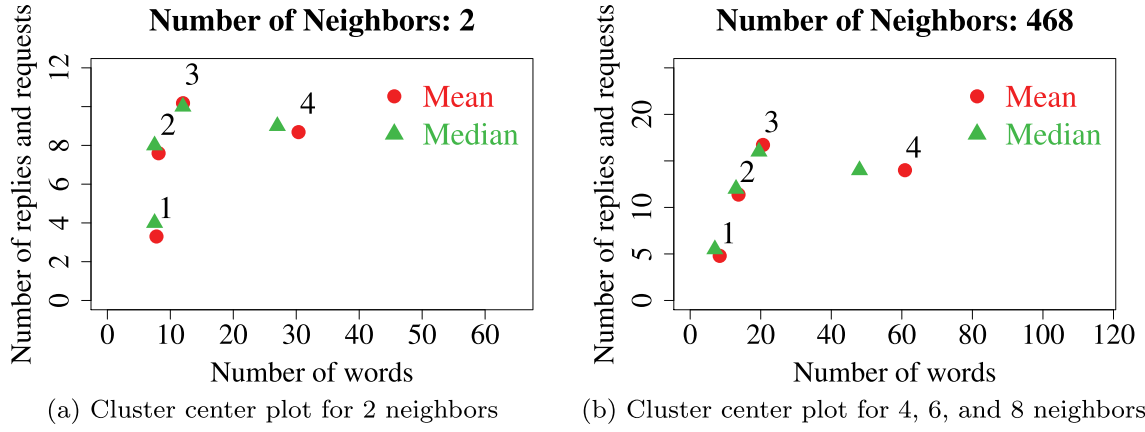 Number of Neighbors: 2
Number of replies and requests
0 2 4 6 8 12
1
2
3
4
Mean
Median
0 10 20 30 40 50 60
Number of words
(a) Cluster center plot for 2 neighbors
Number of Neighbors: 468
Number of replies and requests
0 5 10 20
1
2
3
4
Mean
Median
0 20 40 60 80 100 120
Number of words
(b) Cluster center plot for 4, 6, and 8 neighbors